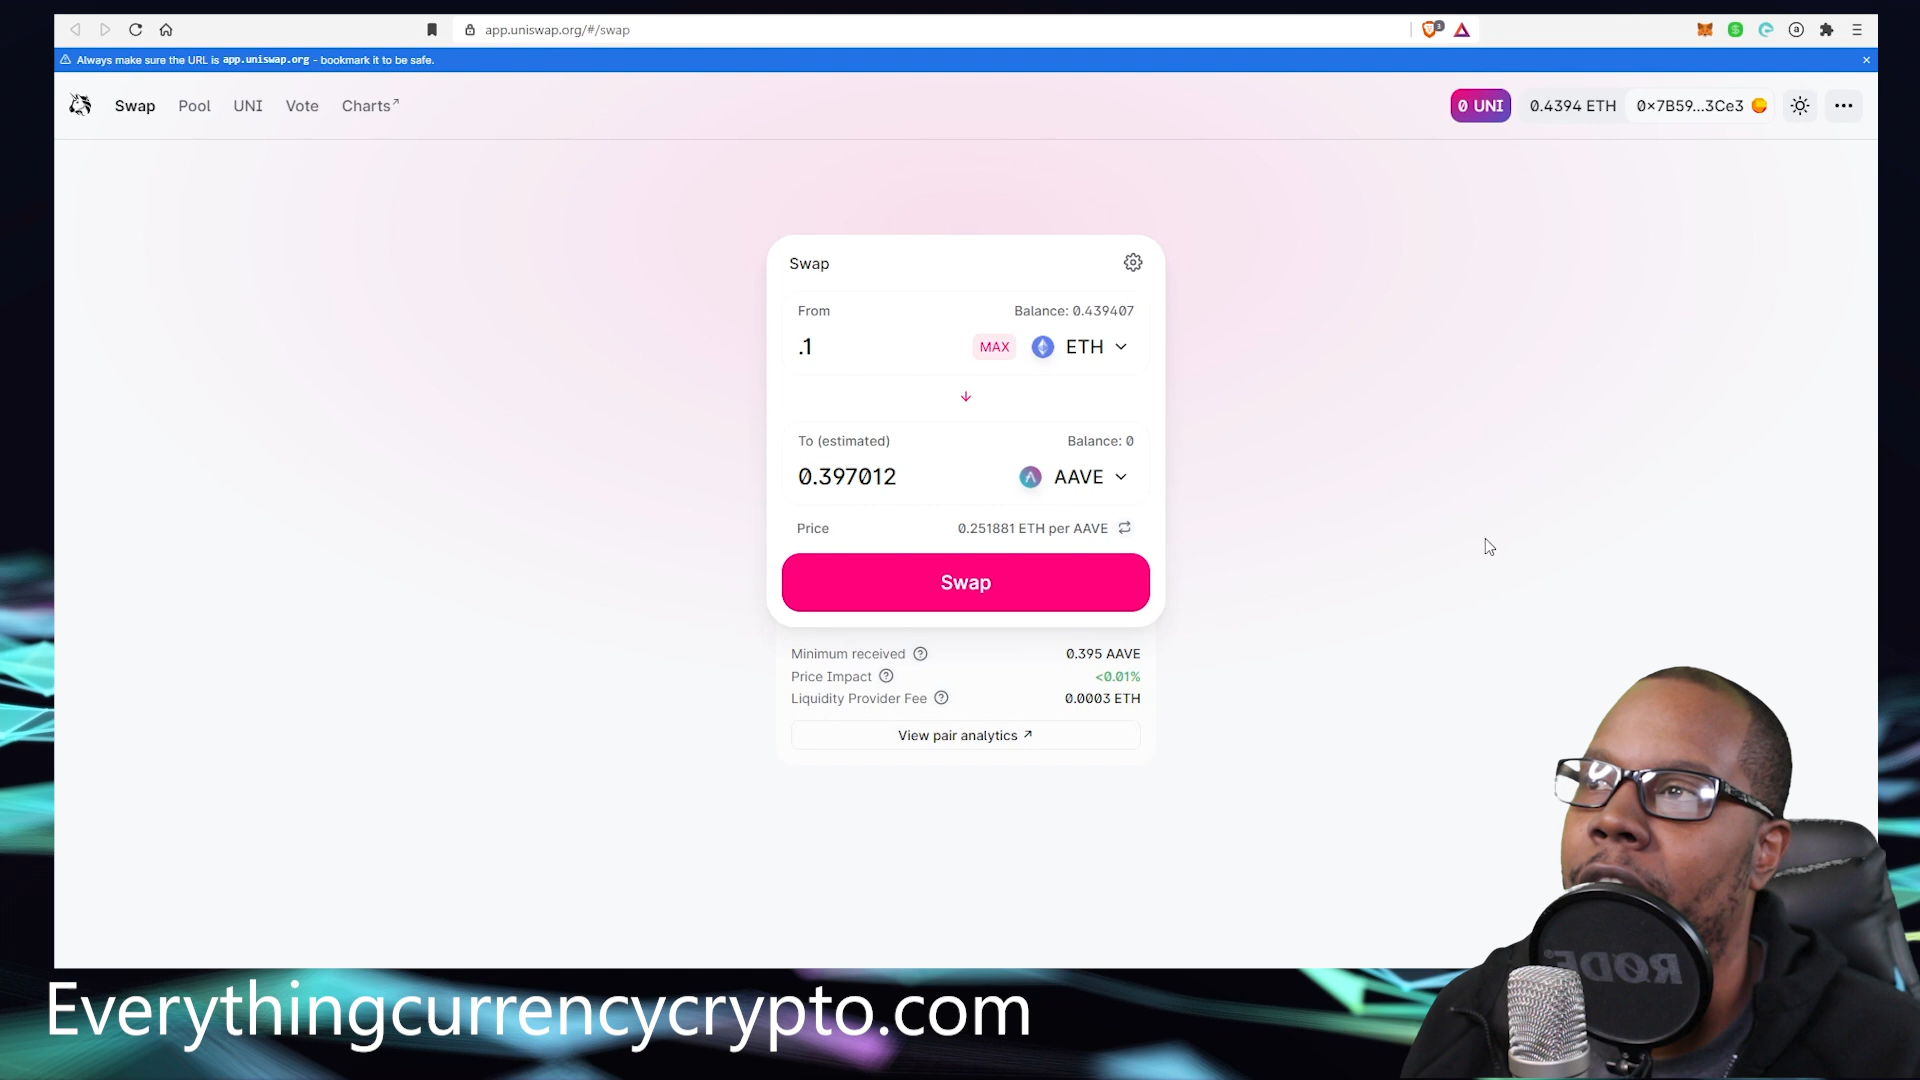 app.uniswap.org/#/swap
Always make sure the URL is app.uniswap.org - bookmark it to be safe.
Swap Pool UNI Vote Charts↗ 0 UNI 0.4394 ETH 0×7B59...3Ce3
Swap
From Balance: 0.439407
.1 MAX ETH
To (estimated) Balance: 0
0.397012 AAVE
Price 0.251881 ETH per AAVE
Swap
Minimum received ? 0.395 AAVE
Price Impact ? <0.01%
Liquidity Provider Fee ? 0.0003 ETH
View pair analytics ↗
RØDE®
Everythingcurrencycrypto.com